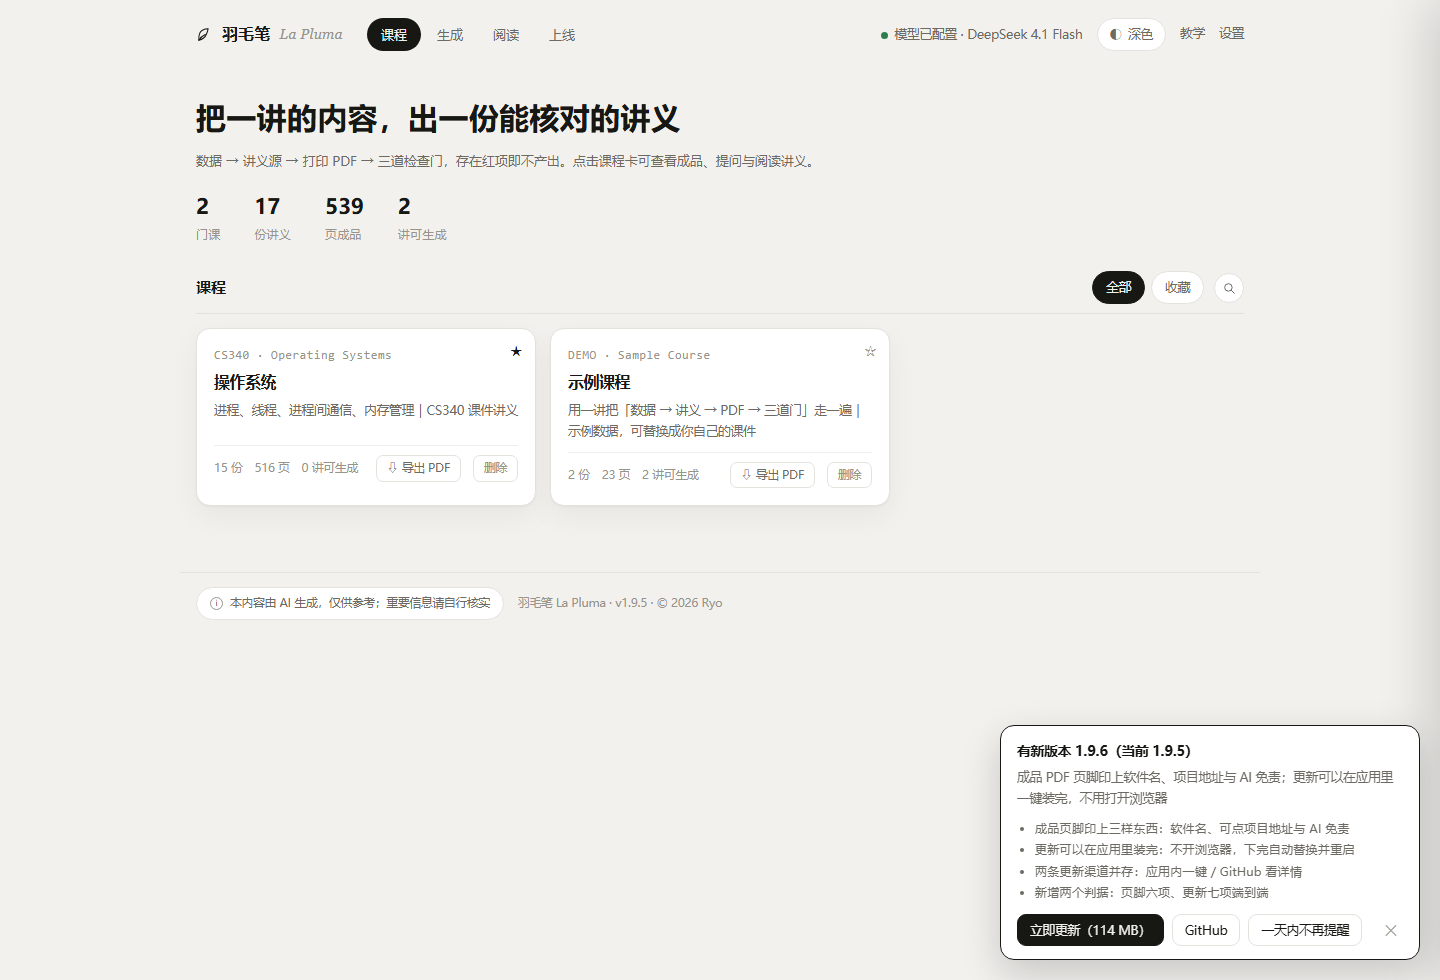 羽毛笔 La Pluma 课程 生成 阅读 上线 模型已配置 · DeepSeek 4.1 Flash 深色 教学 设置
把一讲的内容，出一份能核对的讲义
数据 → 讲义源 → 打印 PDF → 三道检查门，存在红项即不产出。点击课程卡可查看成品、提问与阅读讲义。
2 17 539 2
门课 份讲义 页成品 讲可生成
课程 全部 收藏
CS340 · Operating Systems ★
操作系统
进程、线程、进程间通信、内存管理 | CS340 课件讲义
15 份 516 页 0 讲可生成 ⇩ 导出 PDF 删除
DEMO · Sample Course ☆
示例课程
用一讲把「数据 → 讲义 → PDF → 三道门」走一遍 |
示例数据，可替换成你自己的课件
2 份 23 页 2 讲可生成 ⇩ 导出 PDF 删除
本内容由 AI 生成，仅供参考；重要信息请自行核实 羽毛笔 La Pluma · v1.9.5 · © 2026 Ryo
有新版本 1.9.6（当前 1.9.5）
成品 PDF 页脚印上软件名、项目地址与 AI 免责；更新可以在应用里
一键装完，不用打开浏览器
• 成品页脚印上三样东西：软件名、可点项目地址与 AI 免责
• 更新可以在应用里装完：不开浏览器，下完自动替换并重启
• 两条更新渠道并存：应用内一键 / GitHub 看详情
• 新增两个判据：页脚六项、更新七项端到端
立即更新（114 MB） GitHub 一天内不再提醒